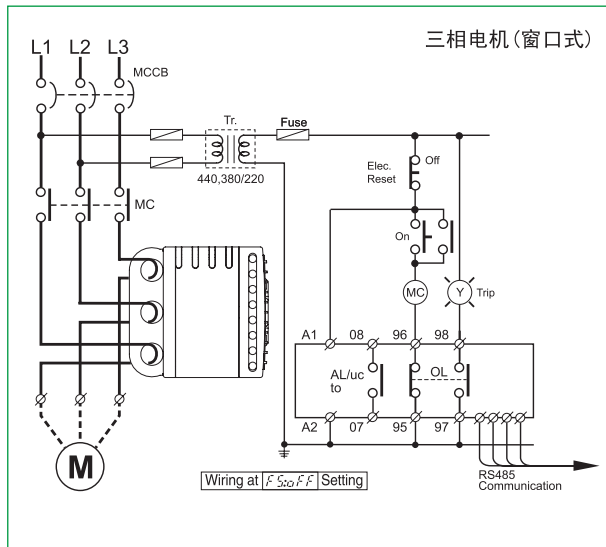 三相电机(窗口式)
L1 L2 L3
MCCB
Tr.
Fuse
440,380/220
Elec.
Reset
Off
MC
On
MC
Y
Trip
A1 08 96 98
AL/uc
to
OL
A2 07 95 97
M
Wiring at FS:oFF Setting
RS485
Communication